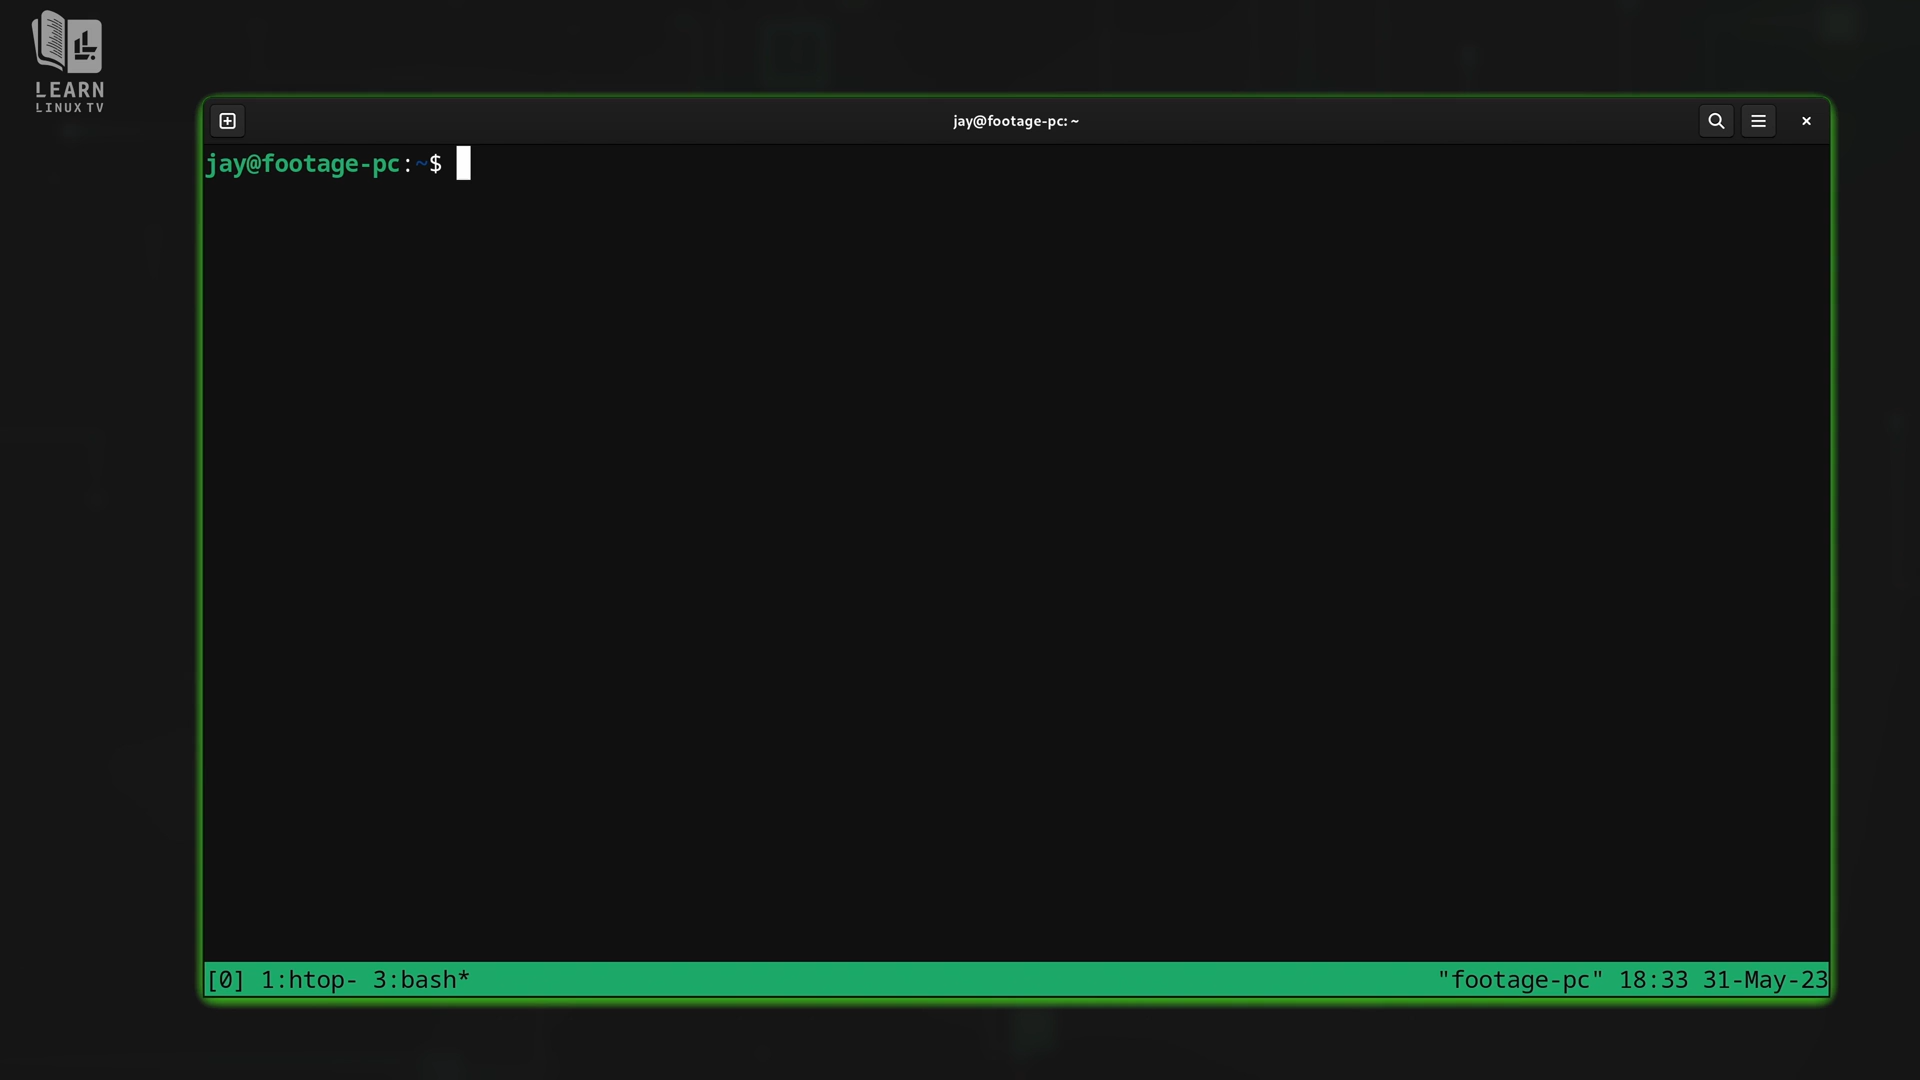 LEARN
LINUX TV
jay@footage-pc: ~
jay@footage-pc:~$
[0] 1:htop- 3:bash*
"footage-pc" 18:33 31-May-23